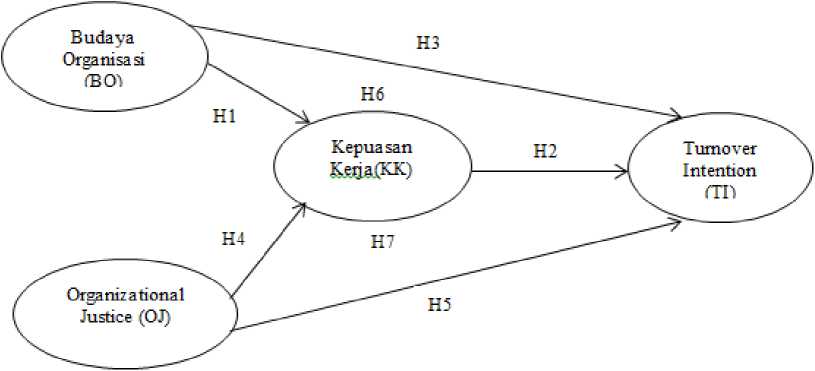 Budaya
Organisasi
(BO)
H3
H1
H6
Kepuasan
Kerja(KK)
H2
Turnover
Intention
(TI)
H4
H7
Organizational
Justice (OJ)
H5